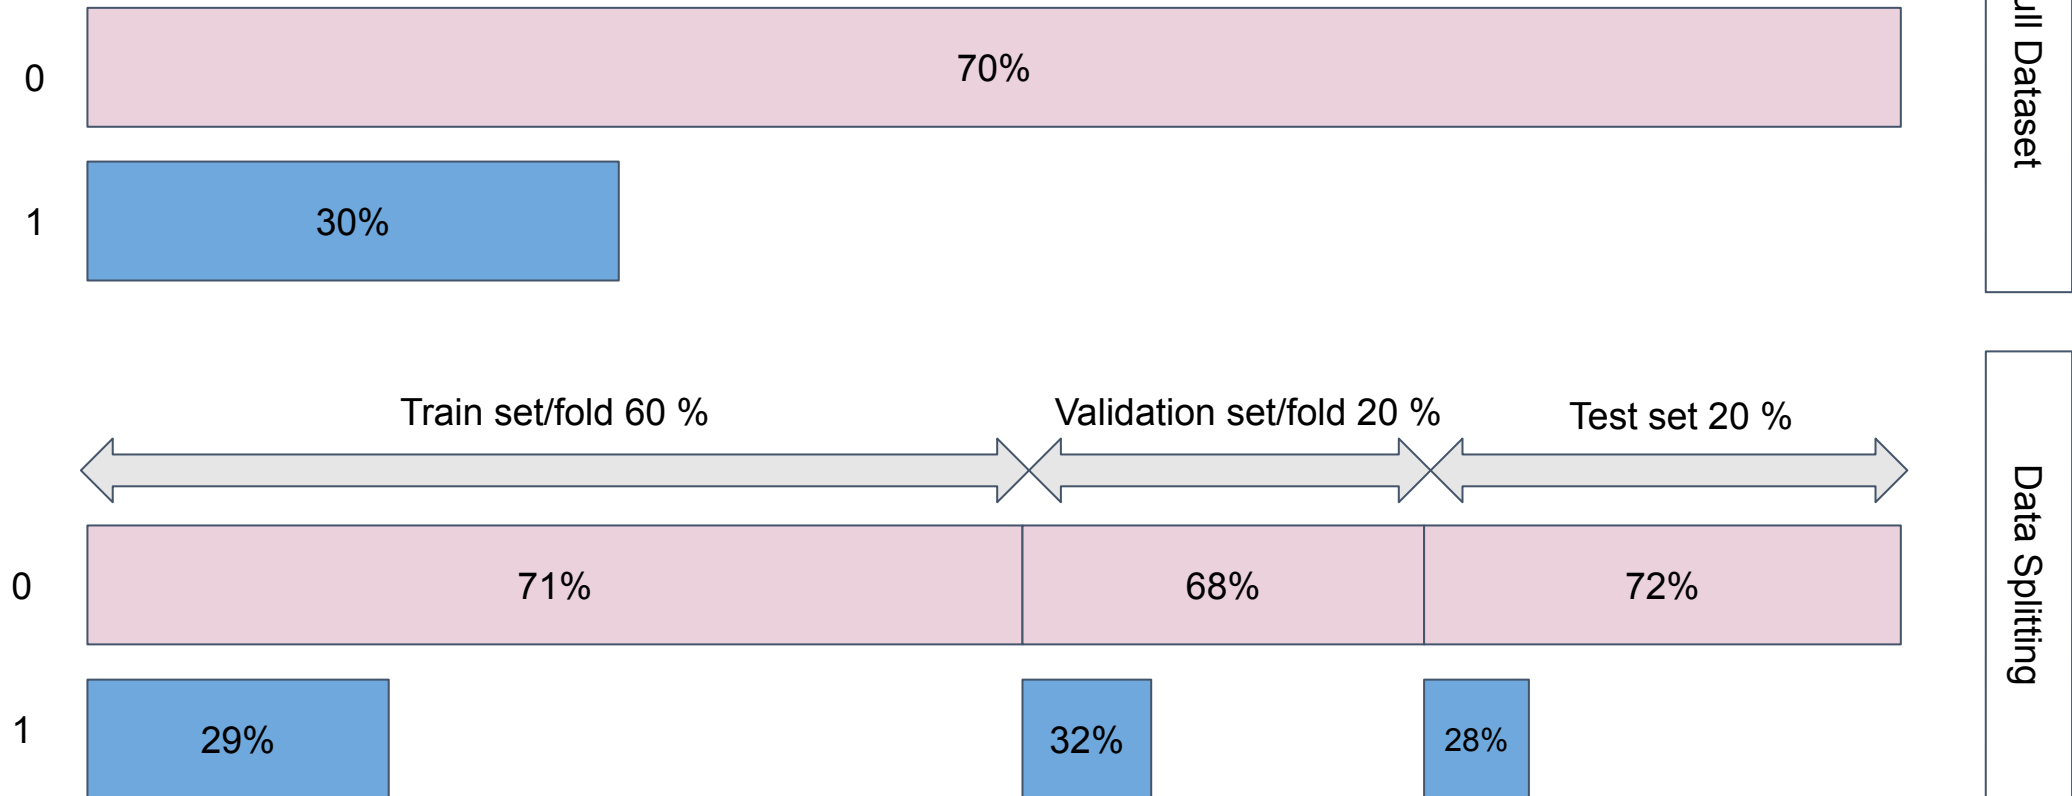 0
70%
1
30%
ull Dataset
Train set/fold 60 %
Validation set/fold 20 %
Test set 20 %
0
71%
68%
72%
1
29%
32%
28%
Data Splitting